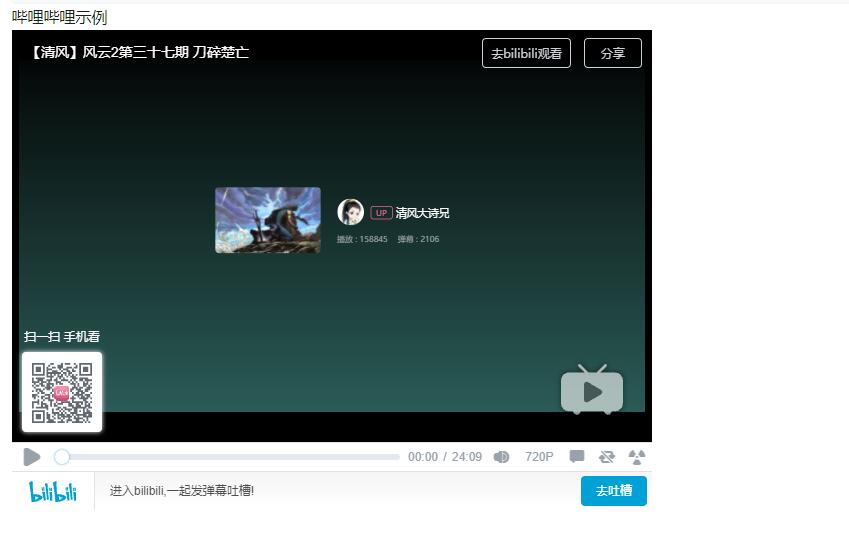 哔哩哔哩示例
【清风】风云2第三十七期 刀碎楚亡
去bilibili观看
分享
UP 清风大诗兄
播放 : 158845 弹幕 : 2106
扫一扫 手机看
00:00 / 24:09 720P
bilibili
进入bilibili,一起发弹幕吐槽!
去吐槽